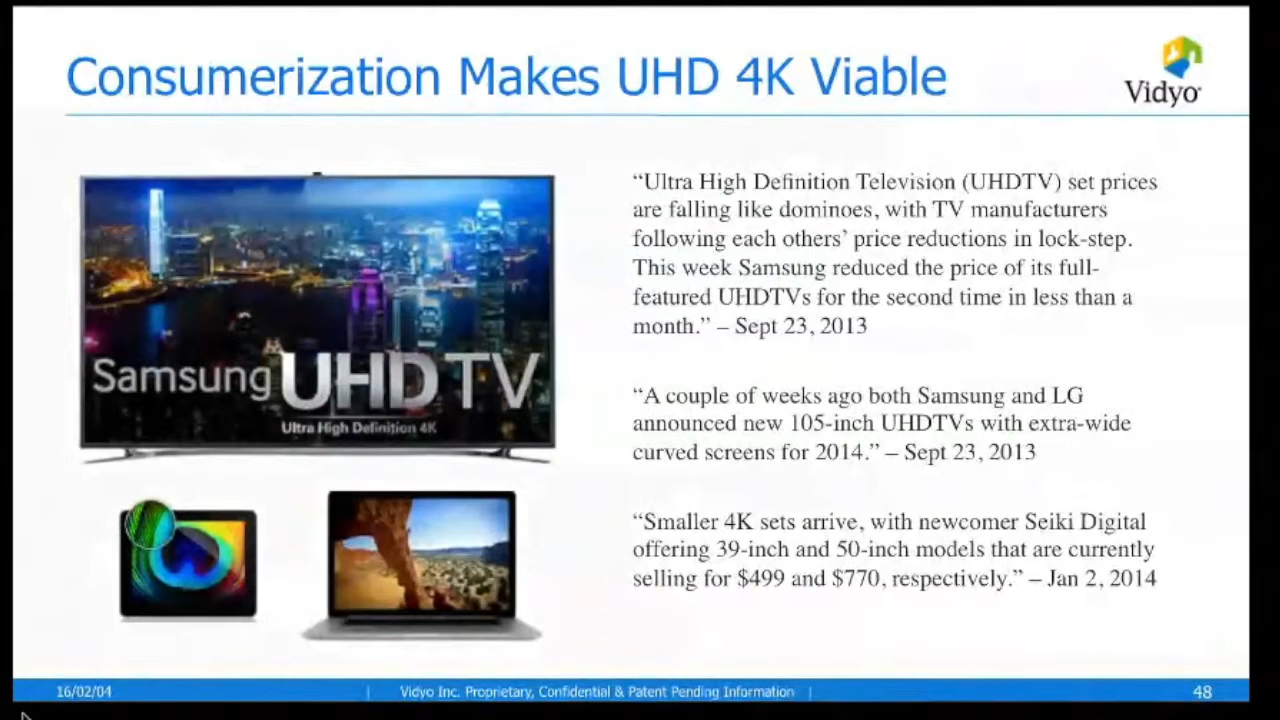 Consumerization Makes UHD 4K Viable
Vidyo
Samsung UHD TV
Ultra High Definition 4K
“Ultra High Definition Television (UHDTV) set prices
are falling like dominoes, with TV manufacturers
following each others’ price reductions in lock-step.
This week Samsung reduced the price of its full-
featured UHDTVs for the second time in less than a
month.” – Sept 23, 2013
“A couple of weeks ago both Samsung and LG
announced new 105-inch UHDTVs with extra-wide
curved screens for 2014.” – Sept 23, 2013
“Smaller 4K sets arrive, with newcomer Seiki Digital
offering 39-inch and 50-inch models that are currently
selling for $499 and $770, respectively.” – Jan 2, 2014
16/02/04 | Vidyo Inc. Proprietary, Confidential & Patent Pending Information | 48